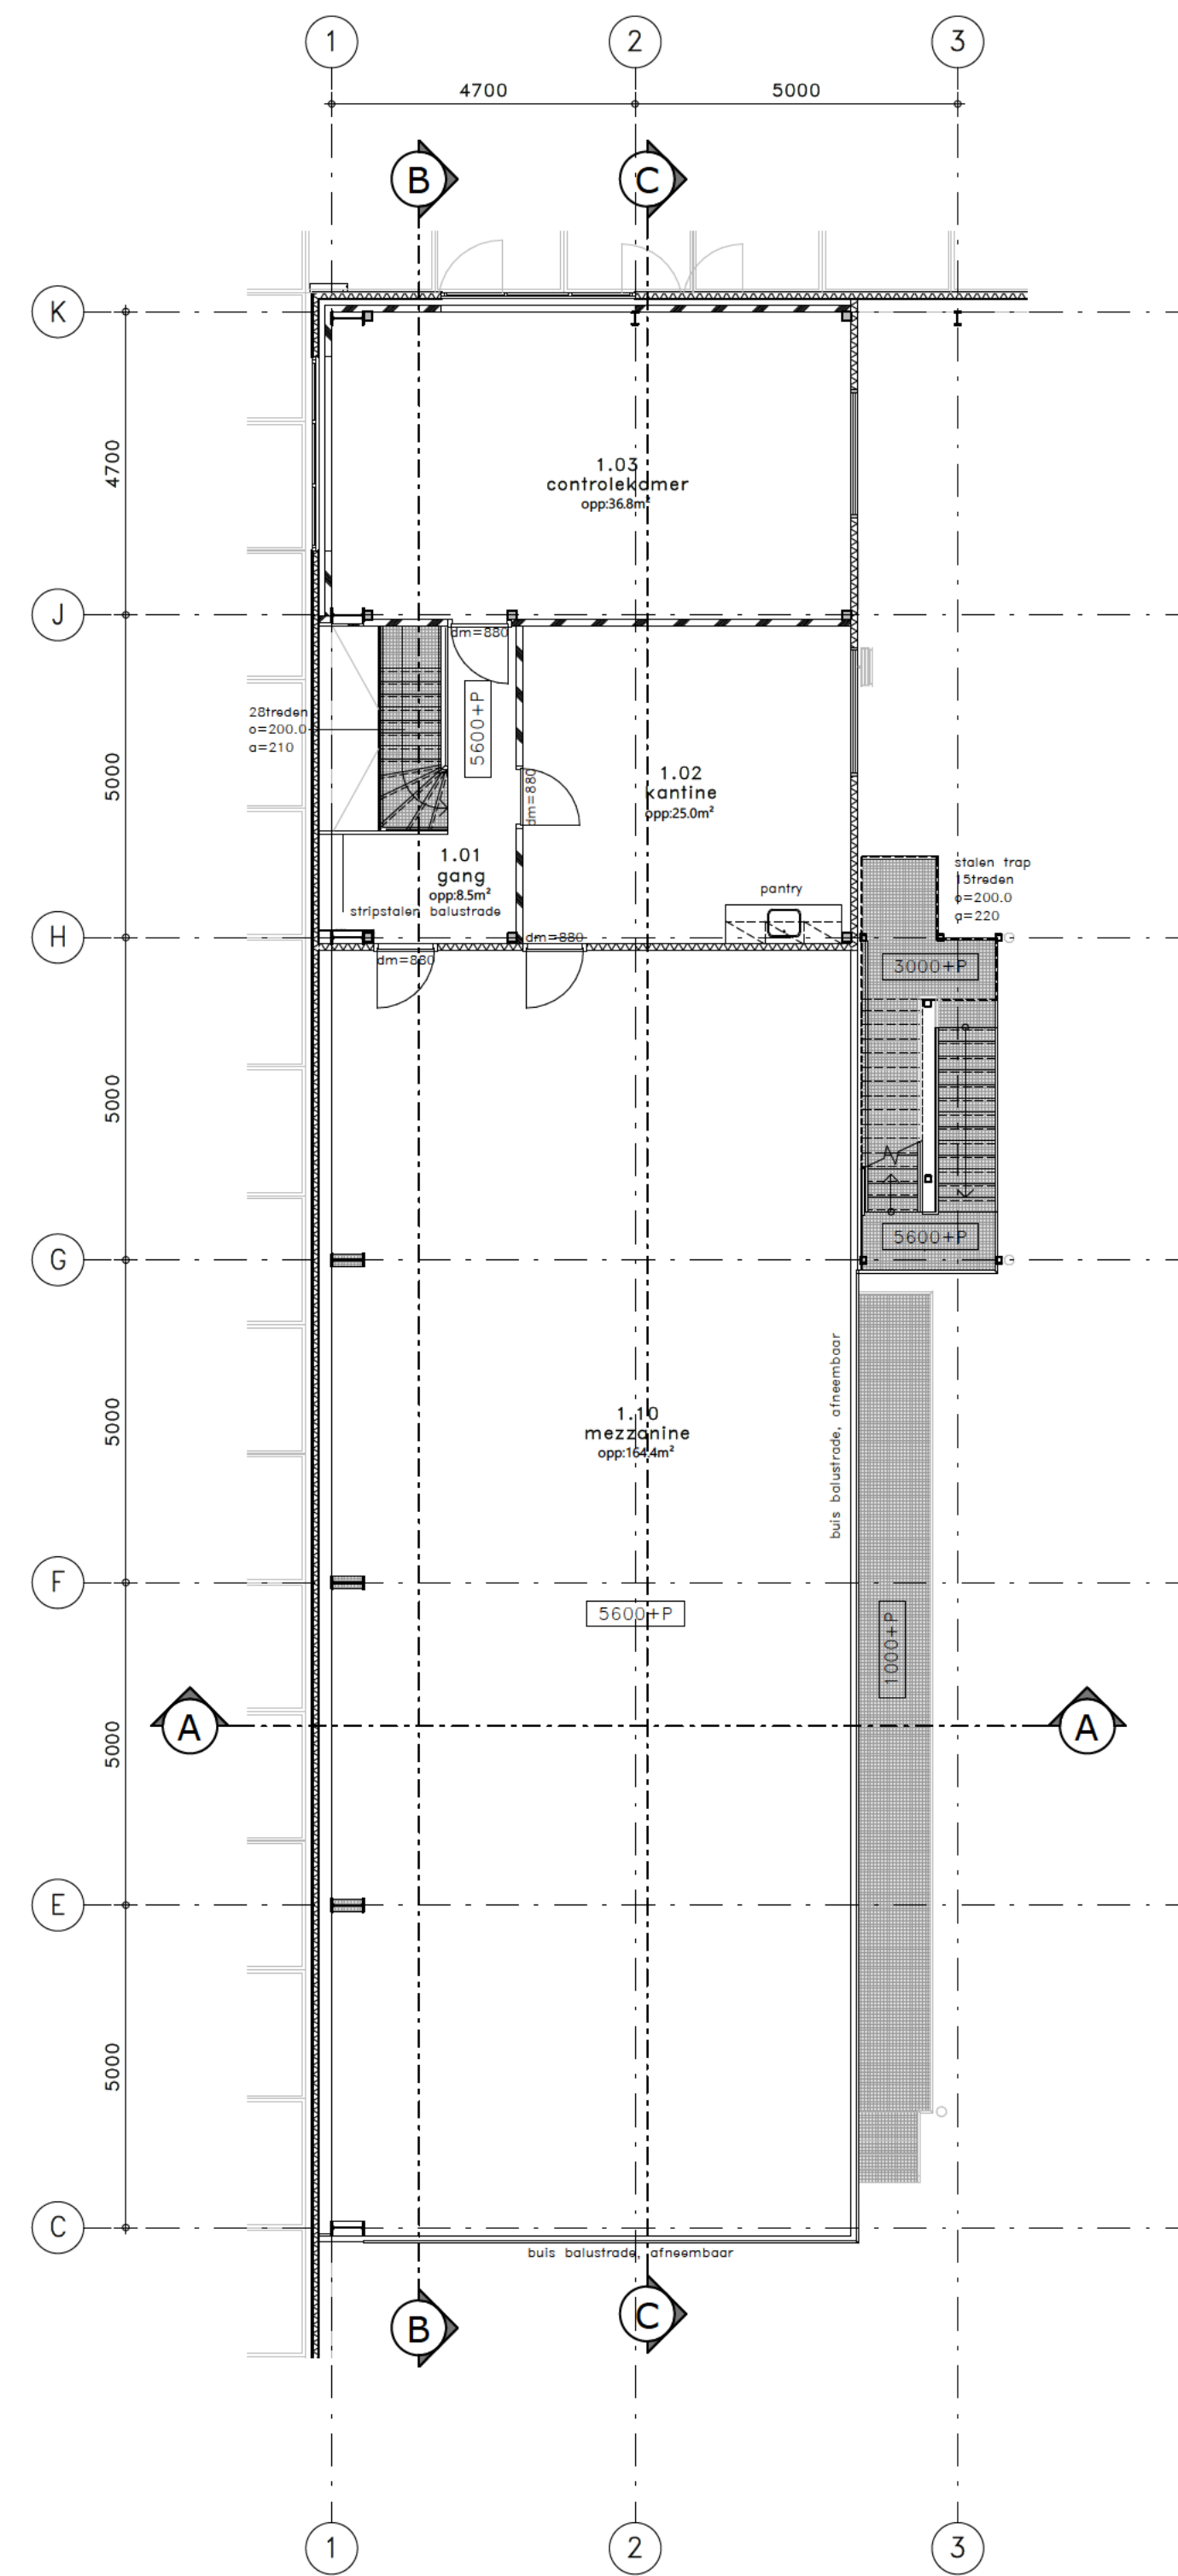 1
2
3
4700
5000
B
C
K
4700
1.03
controlekamer
opp:36.8m²
J
dm=880
28treden
o=200.0
a=210
5600+P
5000
dm=880
1.02
kantine
opp:25.0m²
1.01
gang
opp:8.5m²
stripstalen balustrade
pantry
stalen trap
15treden
o=200.0
a=220
H
dm=880
dm=880
3000+P
5000
5600+P
G
buis balustrade, afneembaar
5000
1.10
mezzanine
opp:164.4m²
F
5600+P
1000+P
A
A
5000
E
5000
C
buis balustrade, afneembaar
B
C
1
2
3